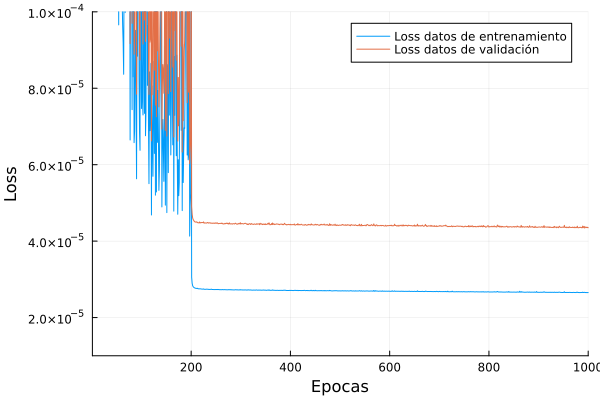 1.0×10⁻⁴
8.0×10⁻⁵
6.0×10⁻⁵
4.0×10⁻⁵
2.0×10⁻⁵
Loss
Loss datos de entrenamiento
Loss datos de validación
200 400 600 800 1000
Epocas